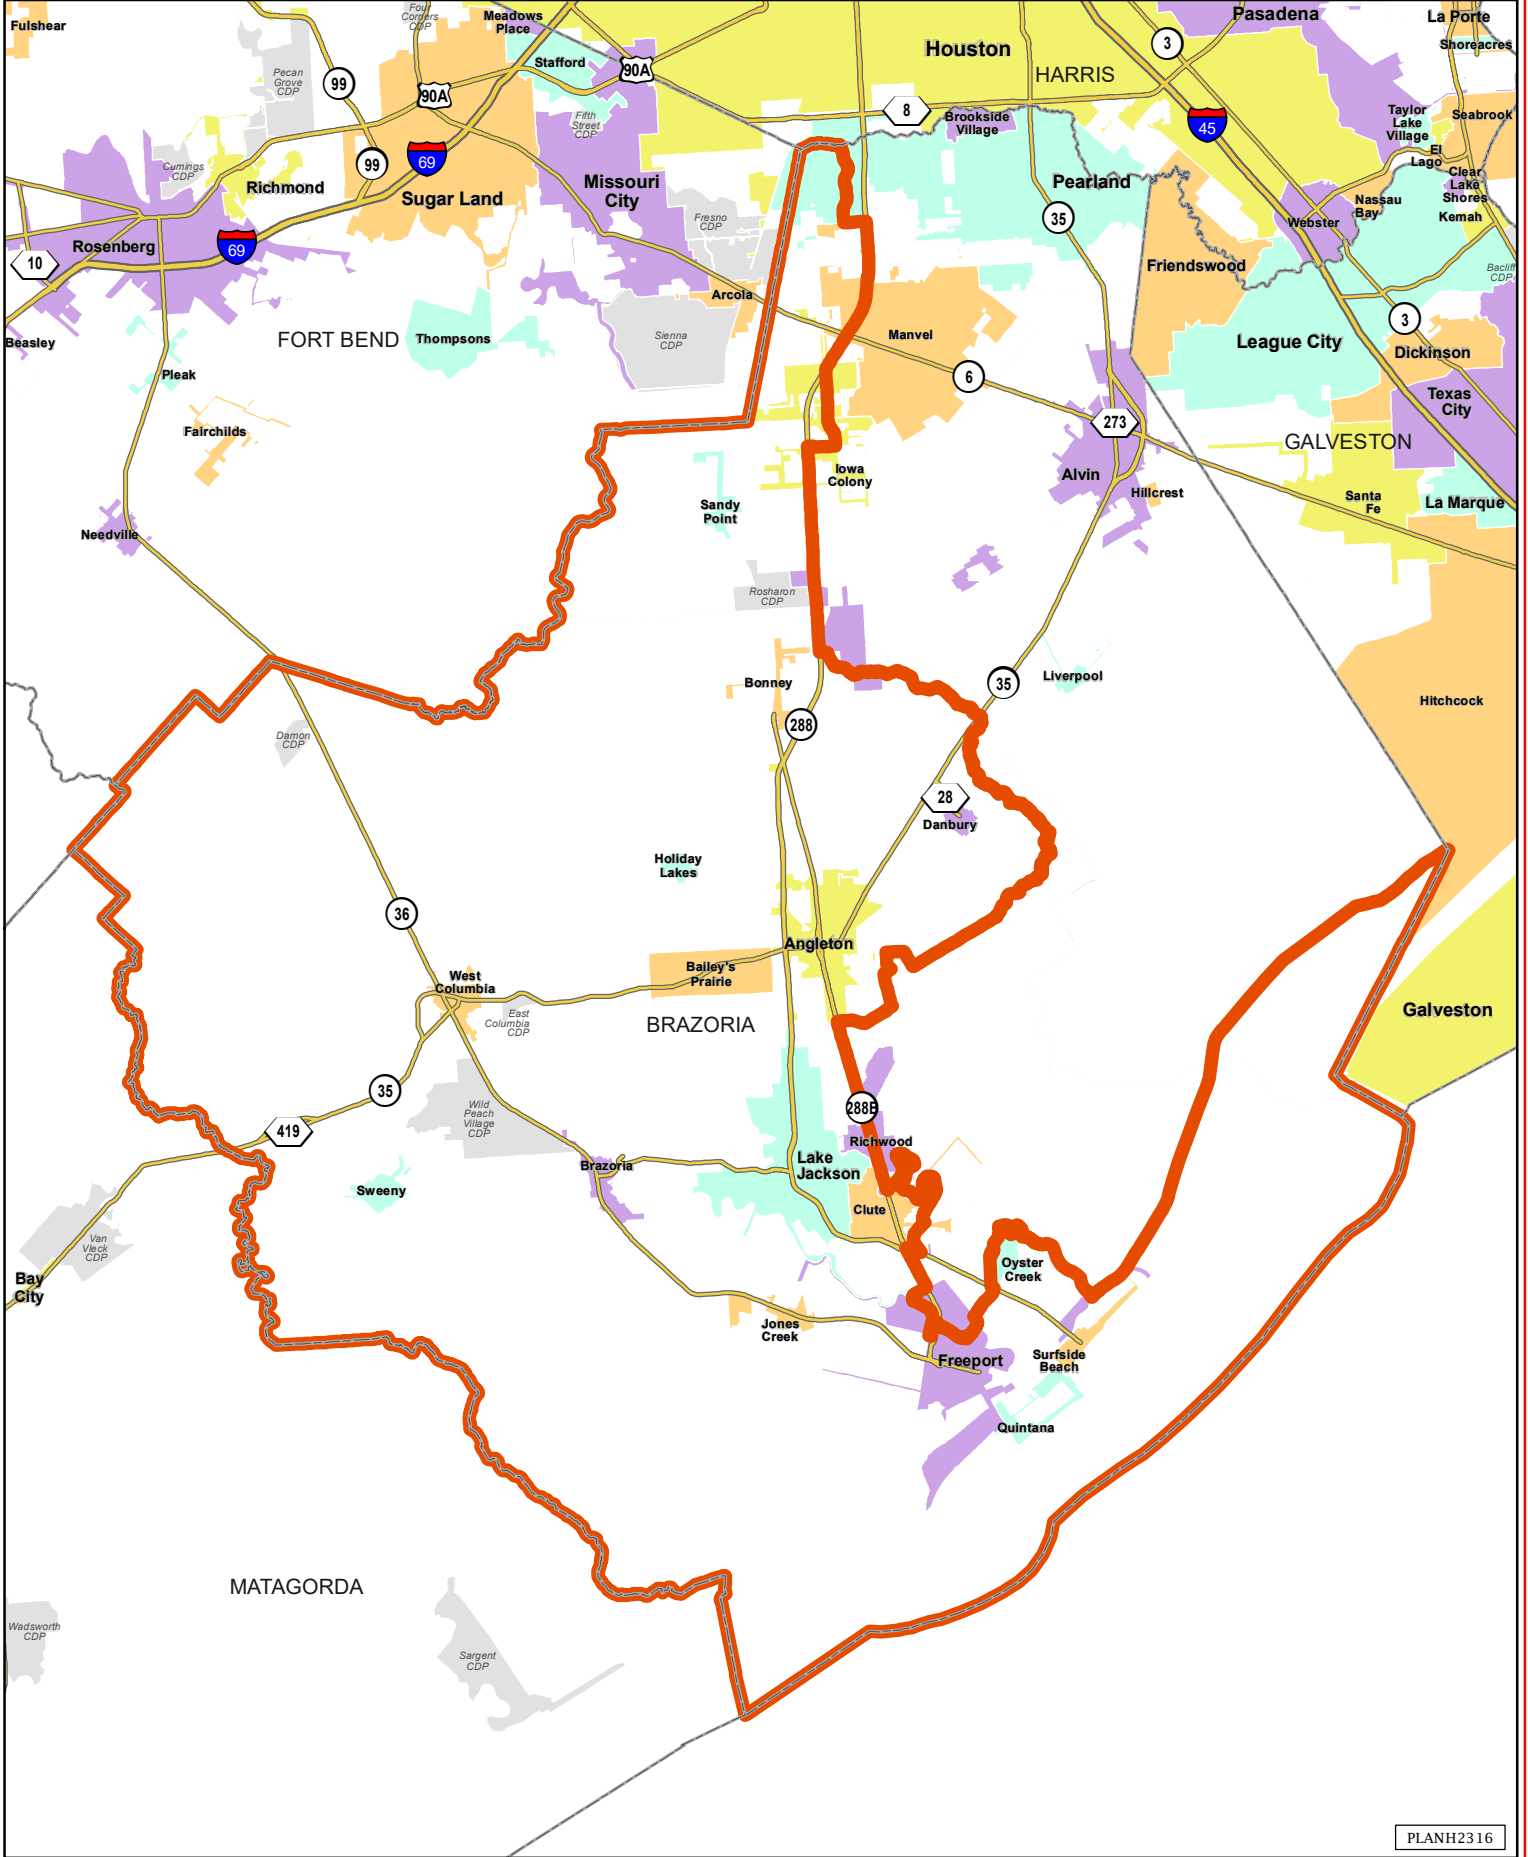 Fulshear
Four
Corners
CDP
Meadows
Place
Pasadena
La Porte
Shoreacres
Houston
3
Stafford
90A
HARRIS
Pecan
Grove
CDP
99
90A
8
Brookside
Village
Taylor
Lake
Village
Seabrook
Fifth
Street
CDP
45
El
Lago
Cumings
CDP
99
69
Clear
Lake
Shores
Richmond
Sugar Land
Missouri
City
Pearland
Nassau
Bay
Kemah
Fresno
CDP
35
Webster
Rosenberg
69
10
Friendswood
Bacliff
CDP
Arcola
Beasley
FORT BEND
Thompsons
Sienna
CDP
Manvel
3
League City
Dickinson
Pleak
6
Texas
City
Fairchilds
273
GALVESTON
Iowa
Colony
Alvin
Hillcrest
Santa
Fe
La Marque
Sandy
Point
Needville
Rosharon
CDP
Bonney
35
Liverpool
Hitchcock
288
Damon
CDP
28
Danbury
Holiday
Lakes
36
Angleton
Bailey's
Prairie
West
Columbia
East
Columbia
CDP
BRAZORIA
Galveston
35
Wild
Peach
Village
CDP
288B
419
Richwood
Lake
Jackson
Brazoria
Sweeny
Clute
Van
Vleck
CDP
Oyster
Creek
Bay
City
Jones
Creek
Freeport
Surfside
Beach
Quintana
MATAGORDA
Wadsworth
CDP
Sargent
CDP
PLANH2316